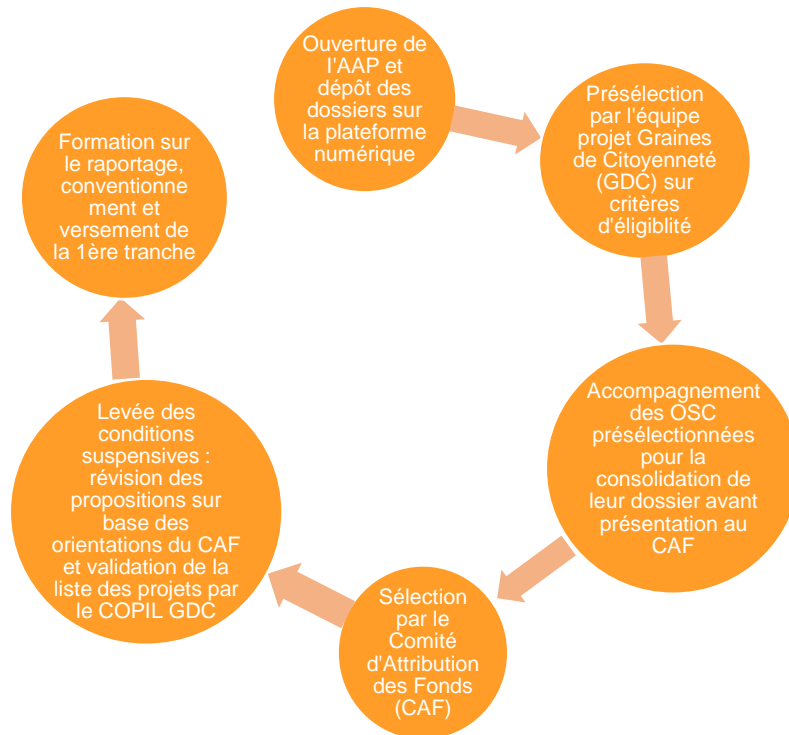 Ouverture de
l'AAP et
dépôt des
dossiers sur
la plateforme
numérique
Présélection
par l'équipe
projet Graines
de Citoyenneté
(GDC) sur
critères
d'éligiblité
Accompagnement
des OSC
présélectionnées
pour la
consolidation de
leur dossier avant
présentation au
CAF
Sélection
par le
Comité
d'Attribution
des Fonds
(CAF)
Levée des
conditions
suspensives :
révision des
propositions sur
base des
orientations du CAF
et validation de la
liste des projets par
le COPIL GDC
Formation sur
le raportage,
conventionne
ment et
versement de
la 1ère tranche